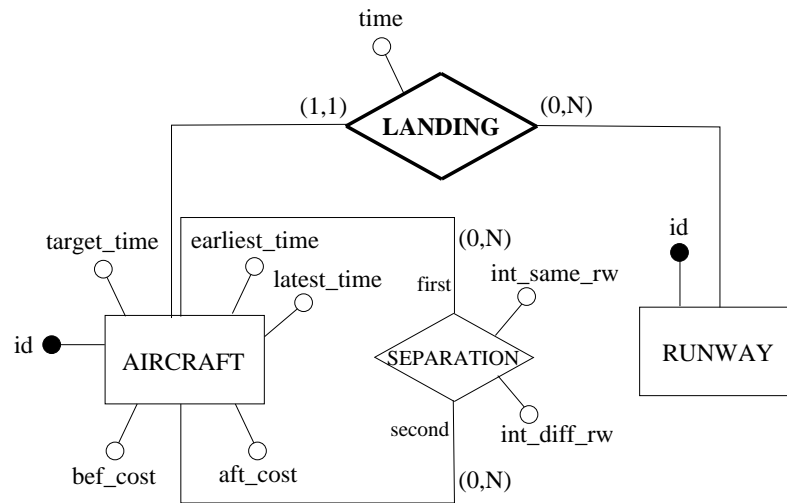 time
(1,1)
(0,N)
LANDING
target_time
earliest_time
(0,N)
id
latest_time
first
int_same_rw
id
AIRCRAFT
SEPARATION
RUNWAY
second
int_diff_rw
bef_cost
aft_cost
(0,N)